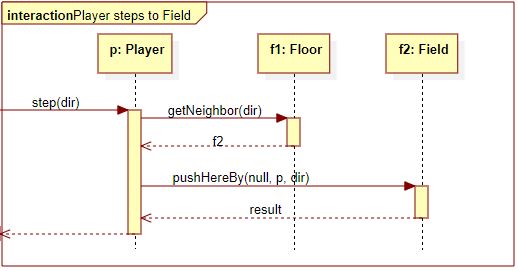 interactionPlayer steps to Field
p: Player
f1: Floor
f2: Field
step(dir)
getNeighbor(dir)
f2
pushHereBy(null, p, dir)
result